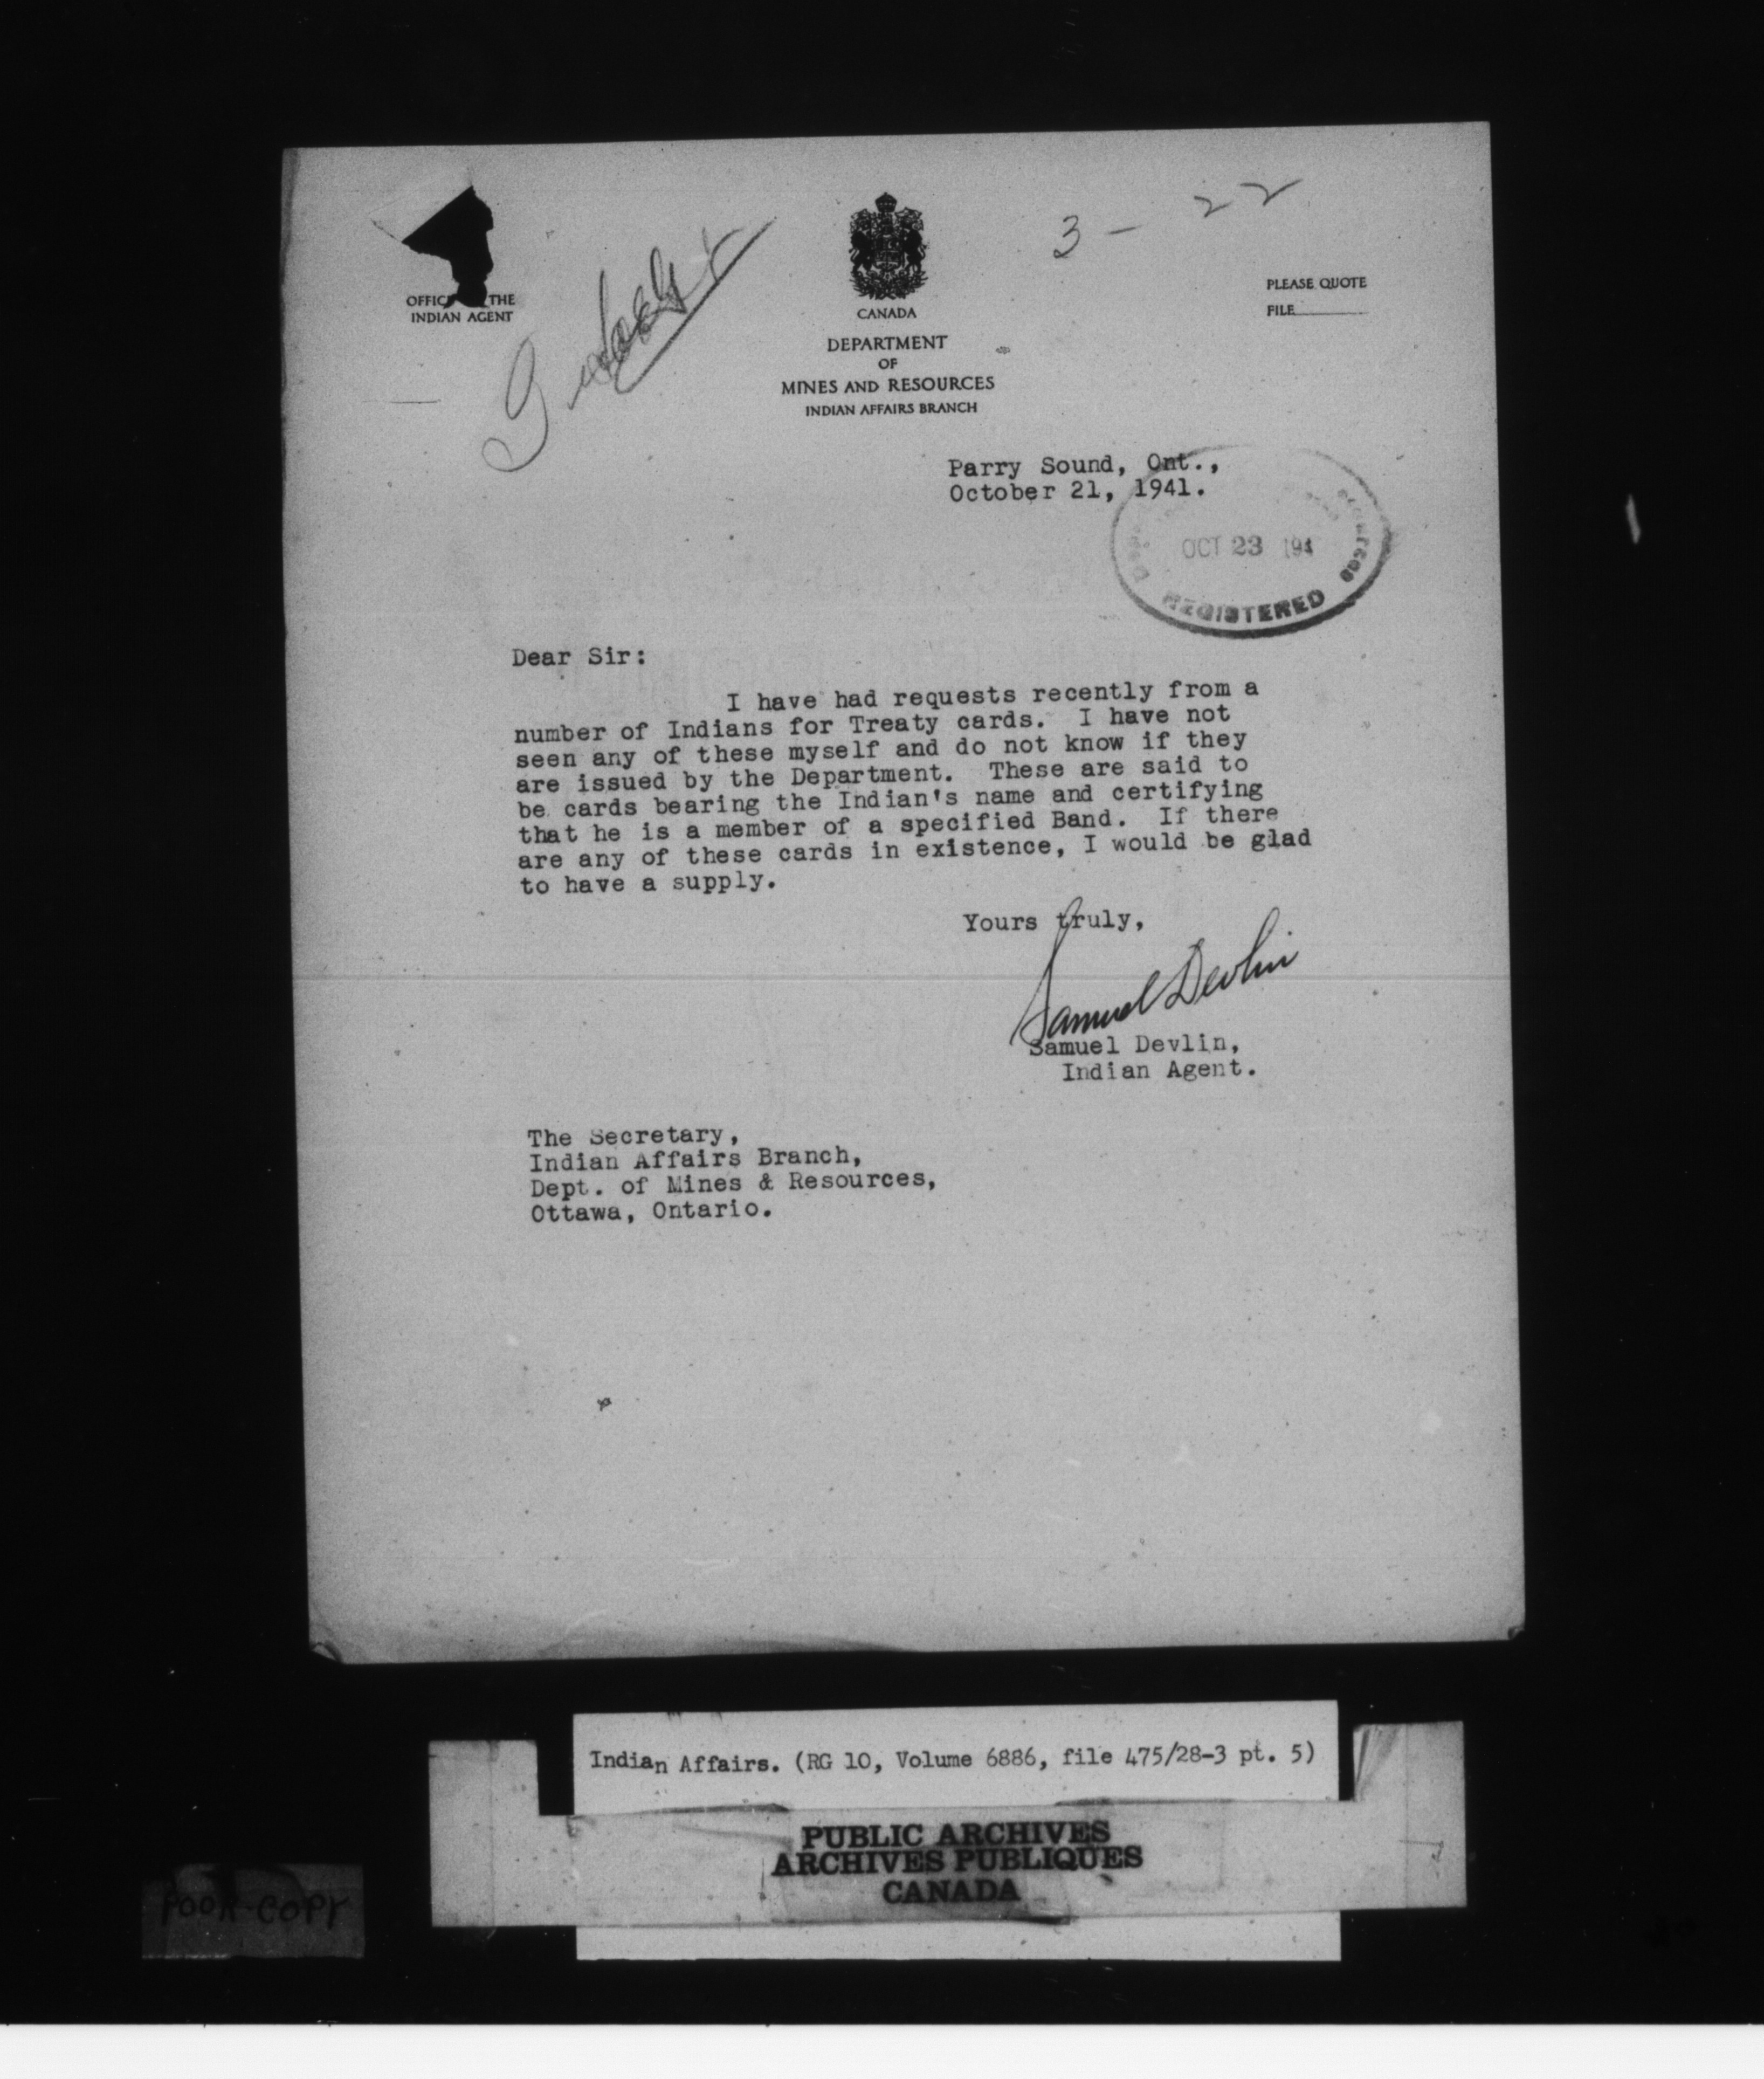 3 - 22
OFFICE THE
INDIAN AGENT
CANADA
DEPARTMENT
OF
MINES AND RESOURCES
INDIAN AFFAIRS BRANCH
PLEASE QUOTE
FILE
Parry Sound, Ont.,
October 21, 1941.
OCT 23 194
REGISTERED
Dear Sir:
I have had requests recently from a
number of Indians for Treaty cards. I have not
seen any of these myself and do not know if they
are issued by the Department. These are said to
be cards bearing the Indian's name and certifying
that he is a member of a specified Band. If there
are any of these cards in existence, I would be glad
to have a supply.
Yours truly,
Samuel Devlin
Samuel Devlin,
Indian Agent.
The Secretary,
Indian Affairs Branch,
Dept. of Mines & Resources,
Ottawa, Ontario.
Indian Affairs. (RG 10, Volume 6886, file 475/28-3 pt. 5)
PUBLIC ARCHIVES
ARCHIVES PUBLIQUES
CANADA
POOR COPY